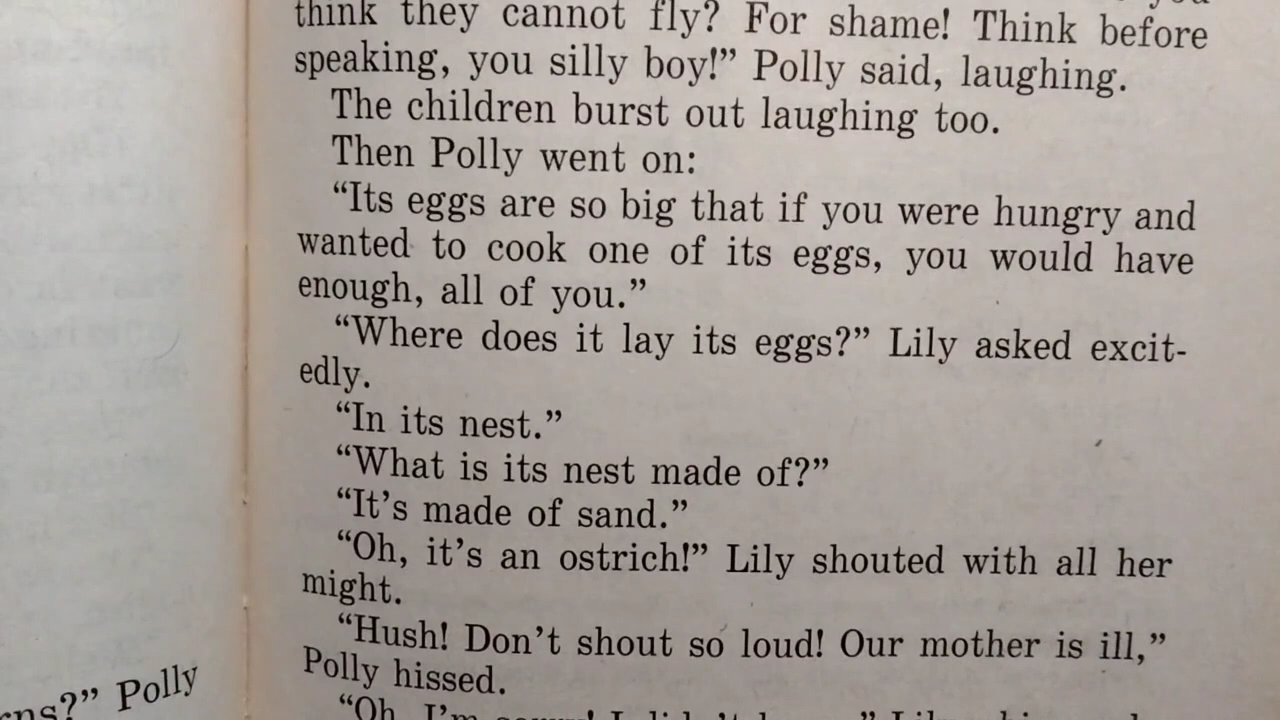 think they cannot fly? For shame! Think before
speaking, you silly boy!” Polly said, laughing.
The children burst out laughing too.
Then Polly went on:
“Its eggs are so big that if you were hungry and
wanted to cook one of its eggs, you would have
enough, all of you.”
“Where does it lay its eggs?” Lily asked excit-
edly.
“In its nest.”
“What is its nest made of?”
“It’s made of sand.”
“Oh, it’s an ostrich!” Lily shouted with all her
might.
“Hush! Don’t shout so loud! Our mother is ill,”
Polly hissed.
“Oh, I’m
Polly